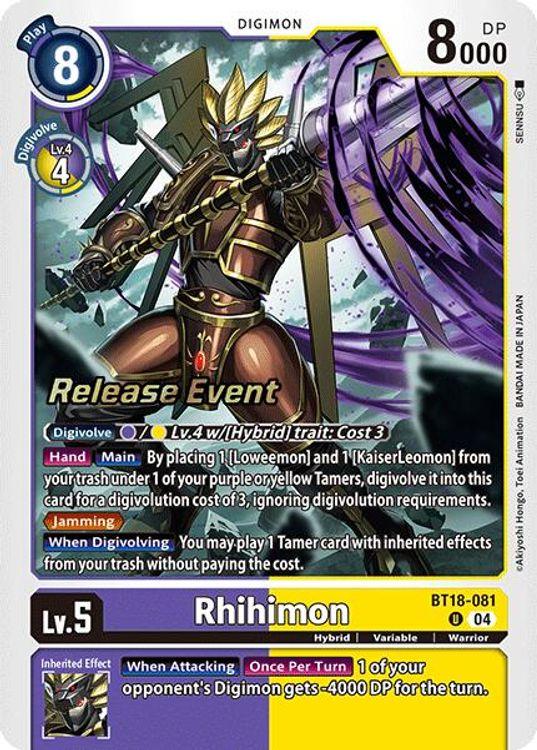 Play
8
DIGIMON
DP
8000
Digivolve
Lv.4
4
SENNSU
©Akiyoshi Hongo, Toei Animation BANDAI MADE IN JAPAN
Release Event
Digivolve / Lv.4 w/[Hybrid] trait: Cost 3
Hand Main By placing 1 [Loweemon] and 1 [KaiserLeomon] from
your trash under 1 of your purple or yellow Tamers, digivolve it into this
card for a digivolution cost of 3, ignoring digivolution requirements.
Jamming
When Digivolving You may play 1 Tamer card with inherited effects
from your trash without paying the cost.
Lv.5
Rhihimon
BT18-081
U 04
Hybrid | Variable | Warrior
Inherited Effect
When Attacking Once Per Turn 1 of your
opponent's Digimon gets -4000 DP for the turn.